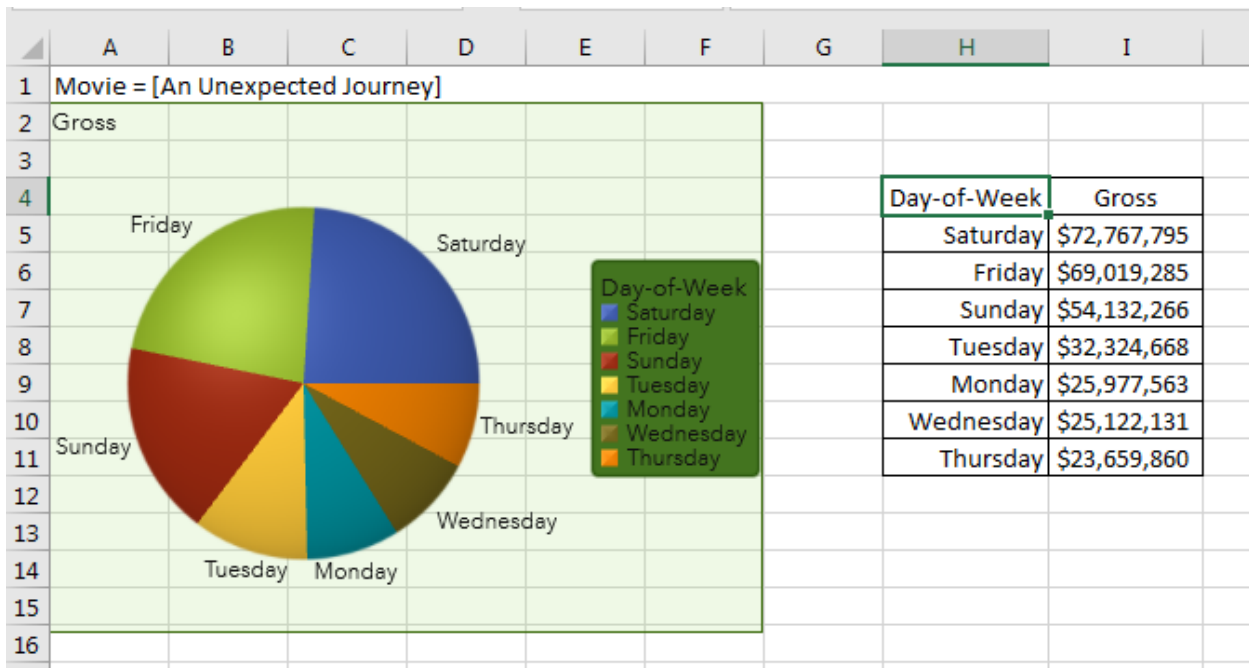 A B C D E F G H I
1 Movie = [An Unexpected Journey]
2 Gross
3
4 Day-of-Week Gross
5 Friday Saturday Saturday $72,767,795
6 Friday $69,019,285
Day-of-Week
7 Saturday Sunday $54,132,266
Friday
8 Tuesday $32,324,668
Sunday
9 Tuesday Monday $25,977,563
Monday
10 Thursday Wednesday Wednesday $25,122,131
11 Sunday Thursday Thursday $23,659,860
12
13 Wednesday
14 Tuesday Monday
15
16